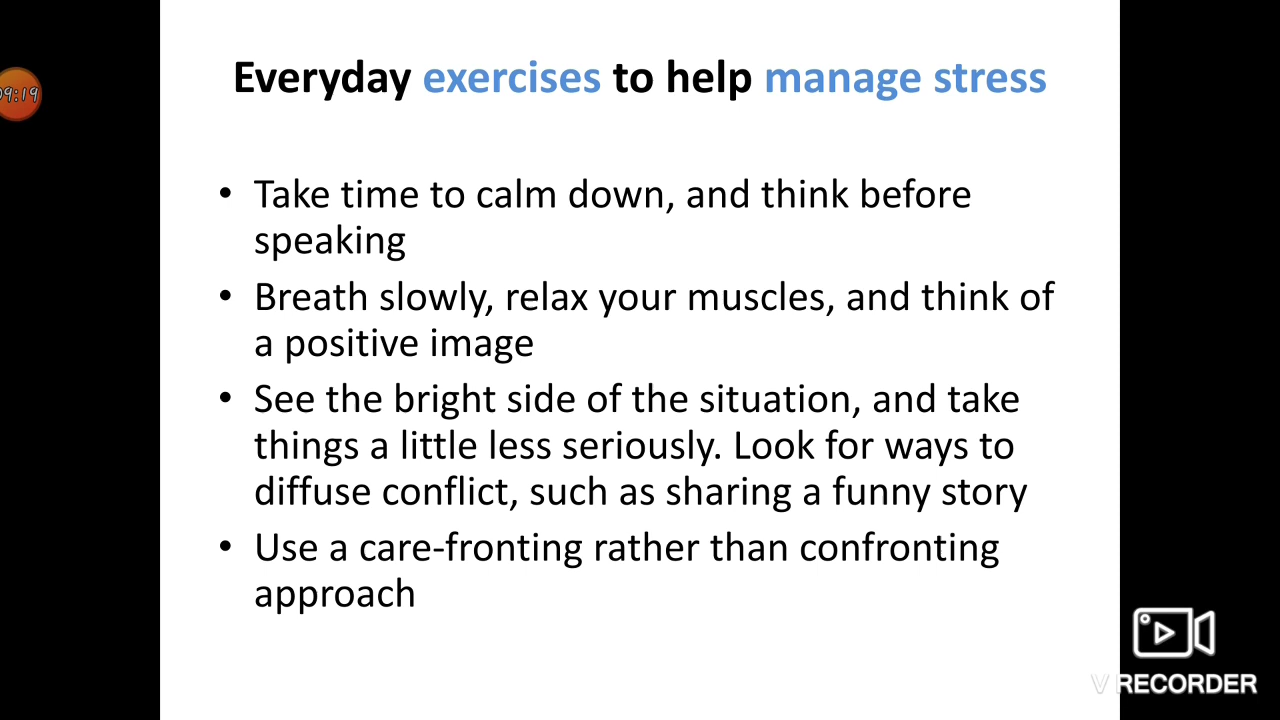 Everyday exercises to help manage stress
09:19
• Take time to calm down, and think before
speaking
• Breath slowly, relax your muscles, and think of
a positive image
• See the bright side of the situation, and take
things a little less seriously. Look for ways to
diffuse conflict, such as sharing a funny story
• Use a care-fronting rather than confronting
approach
V RECORDER